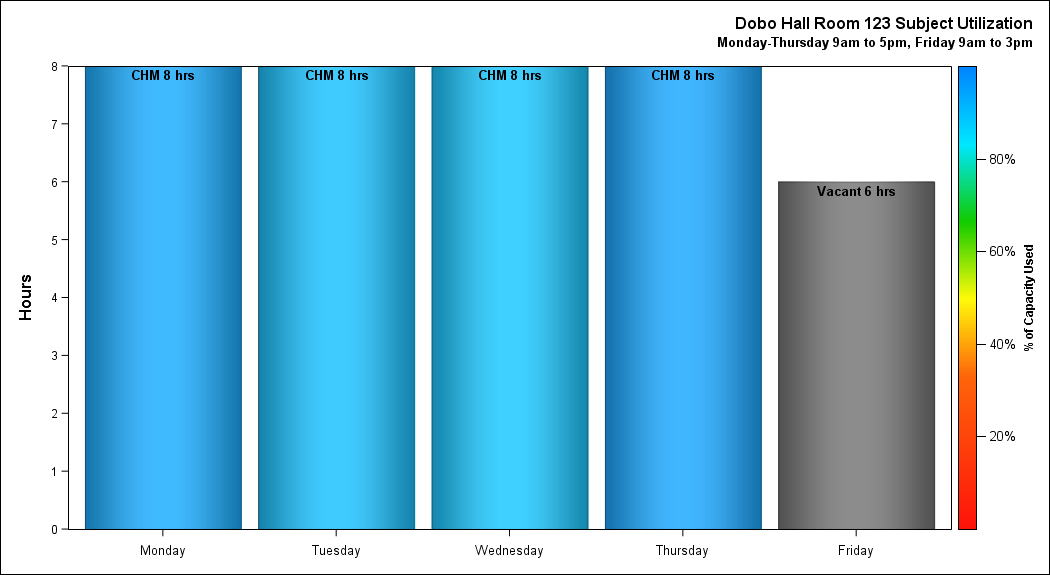 Dobo Hall Room 123 Subject Utilization
Monday-Thursday 9am to 5pm, Friday 9am to 3pm
CHM 8 hrs
CHM 8 hrs
CHM 8 hrs
CHM 8 hrs
Vacant 6 hrs
Hours
8
7
6
5
4
3
2
1
0
Monday
Tuesday
Wednesday
Thursday
Friday
80%
60%
40%
20%
% of Capacity Used